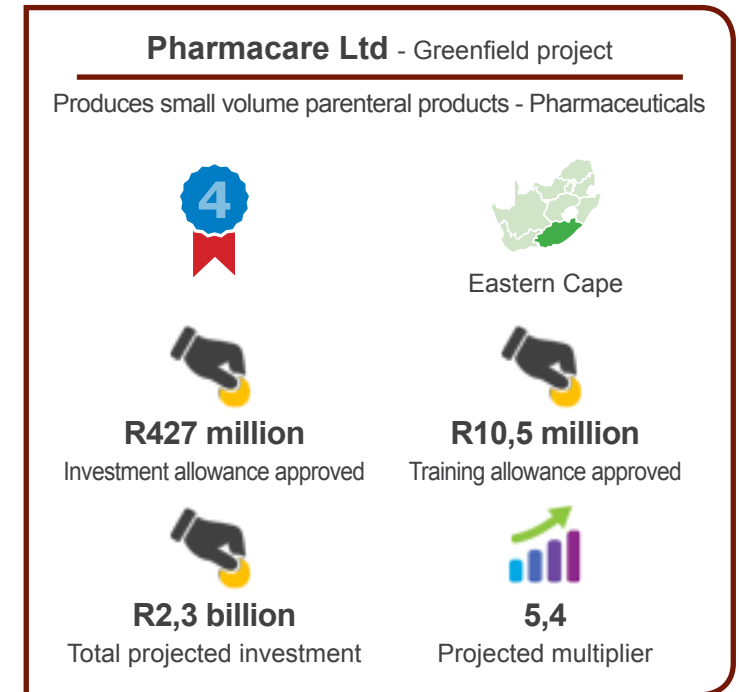 Pharmacare Ltd - Greenfield project
Produces small volume parenteral products - Pharmaceuticals
4
Eastern Cape
R427 million
Investment allowance approved
R10,5 million
Training allowance approved
R2,3 billion
Total projected investment
5,4
Projected multiplier